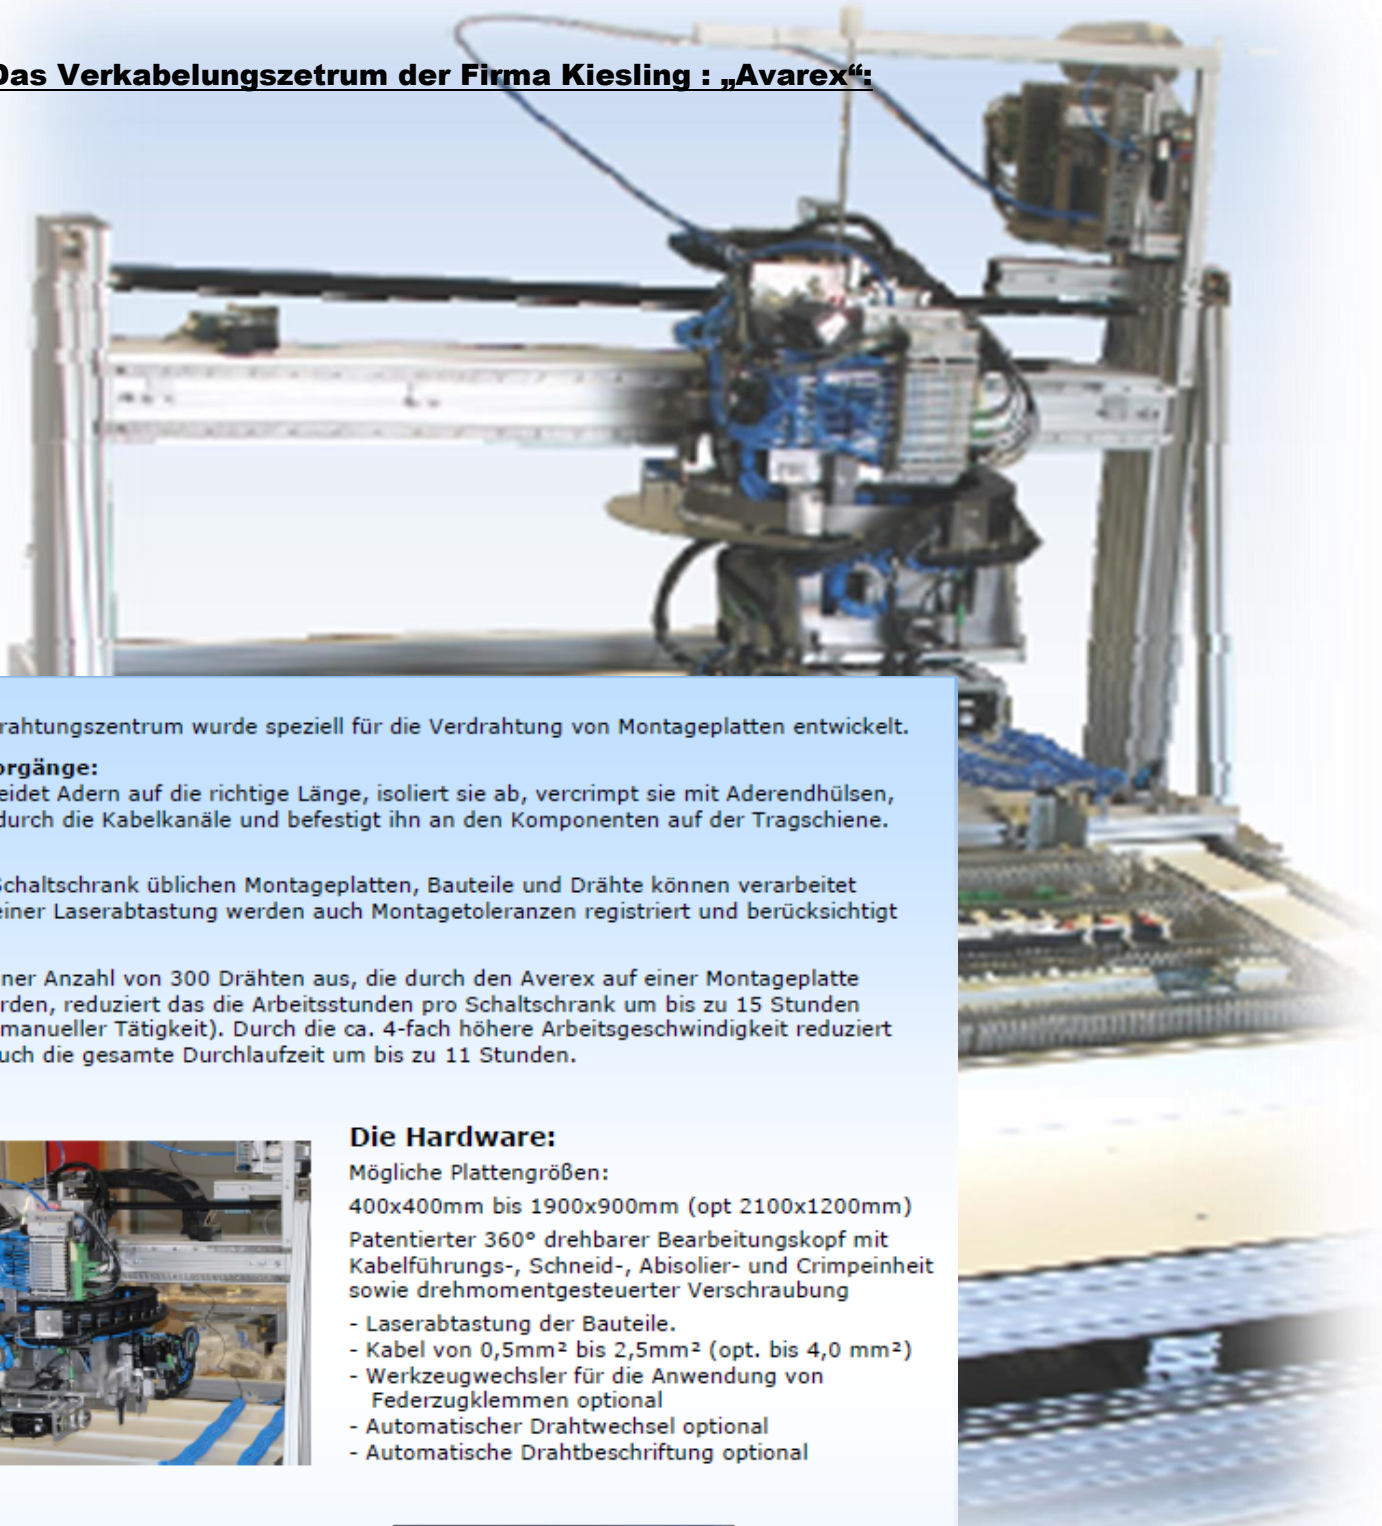 Das Verkabelungszetrum der Firma Kiesling : „Avarex“:
rahtungszentrum wurde speziell für die Verdrahtung von Montageplatten entwickelt.
orgänge:
eidet Adern auf die richtige Länge, isoliert sie ab, vercrimpt sie mit Aderendhülsen,
durch die Kabelkanäle und befestigt ihn an den Komponenten auf der Tragschiene.
Schaltschrank üblichen Montageplatten, Bauteile und Drähte können verarbeitet
einer Laserabtastung werden auch Montagetoleranzen registriert und berücksichtigt
ner Anzahl von 300 Drähten aus, die durch den Averex auf einer Montageplatte
rden, reduziert das die Arbeitsstunden pro Schaltschrank um bis zu 15 Stunden
manueller Tätigkeit). Durch die ca. 4-fach höhere Arbeitsgeschwindigkeit reduziert
uch die gesamte Durchlaufzeit um bis zu 11 Stunden.
Die Hardware:
Mögliche Plattengrößen:
400x400mm bis 1900x900mm (opt 2100x1200mm)
Patentierter 360° drehbarer Bearbeitungskopf mit
Kabelführungs-, Schneid-, Abisolier- und Crimpeinheit
sowie drehmomentgesteuerter Verschraubung
- Laserabtastung der Bauteile.
- Kabel von 0,5mm² bis 2,5mm² (opt. bis 4,0 mm²)
- Werkzeugwechsler für die Anwendung von
Federzugklemmen optional
- Automatischer Drahtwechsel optional
- Automatische Drahtbeschriftung optional